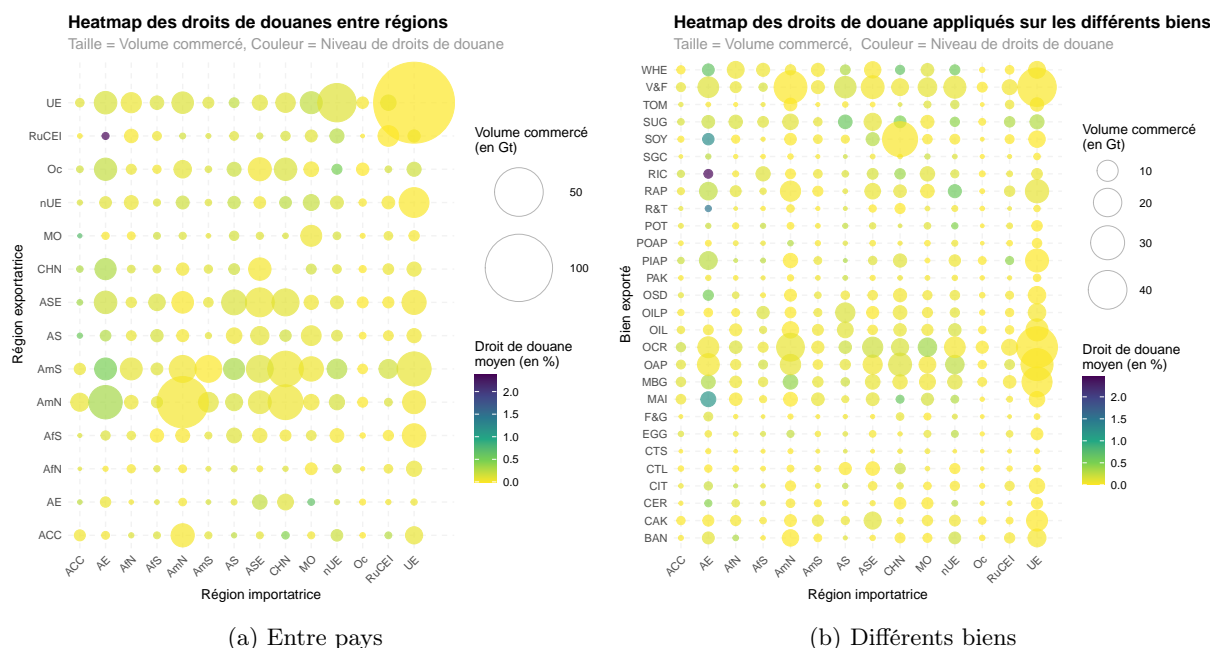 Heatmap des droits de douanes entre régions
Taille = Volume commercé, Couleur = Niveau de droits de douane
Région exportatrice
UE
RuCEI
Oc
nUE
MO
CHN
ASE
AS
AmS
AmN
AfS
AfN
AE
ACC
ACC
AE
AfN
AfS
AmN
AmS
AS
ASE
CHN
MO
nUE
Oc
RuCEI
UE
Région importatrice
Volume commercé
(en Gt)
50
100
Droit de douane
moyen (en %)
2.0
1.5
1.0
0.5
0.0
(a) Entre pays
Heatmap des droits de douane appliqués sur les différents biens
Taille = Volume commercé, Couleur = Niveau de droits de douane
Bien exporté
WHE
V&F
TOM
SUG
SOY
SGC
RIC
RAP
R&T
POT
POAP
PIAP
PAK
OSD
OILP
OIL
OCR
OAP
MBG
MAI
F&G
EGG
CTS
CTL
CIT
CER
CAK
BAN
ACC
AE
AfN
AfS
AmN
AmS
AS
ASE
CHN
MO
nUE
Oc
RuCEI
UE
Région importatrice
Volume commercé
(en Gt)
10
20
30
40
Droit de douane
moyen (en %)
2.0
1.5
1.0
0.5
0.0
(b) Différents biens